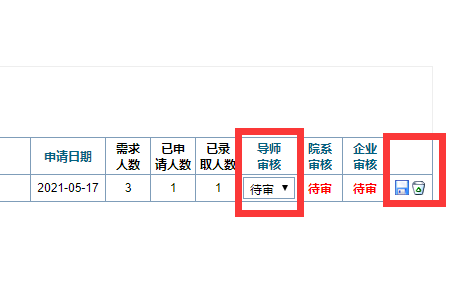 申请日期 需求人数 已申请人数 已录取人数 导师审核 院系审核 企业审核
2021-05-17 3 1 1 待审 待审 待审